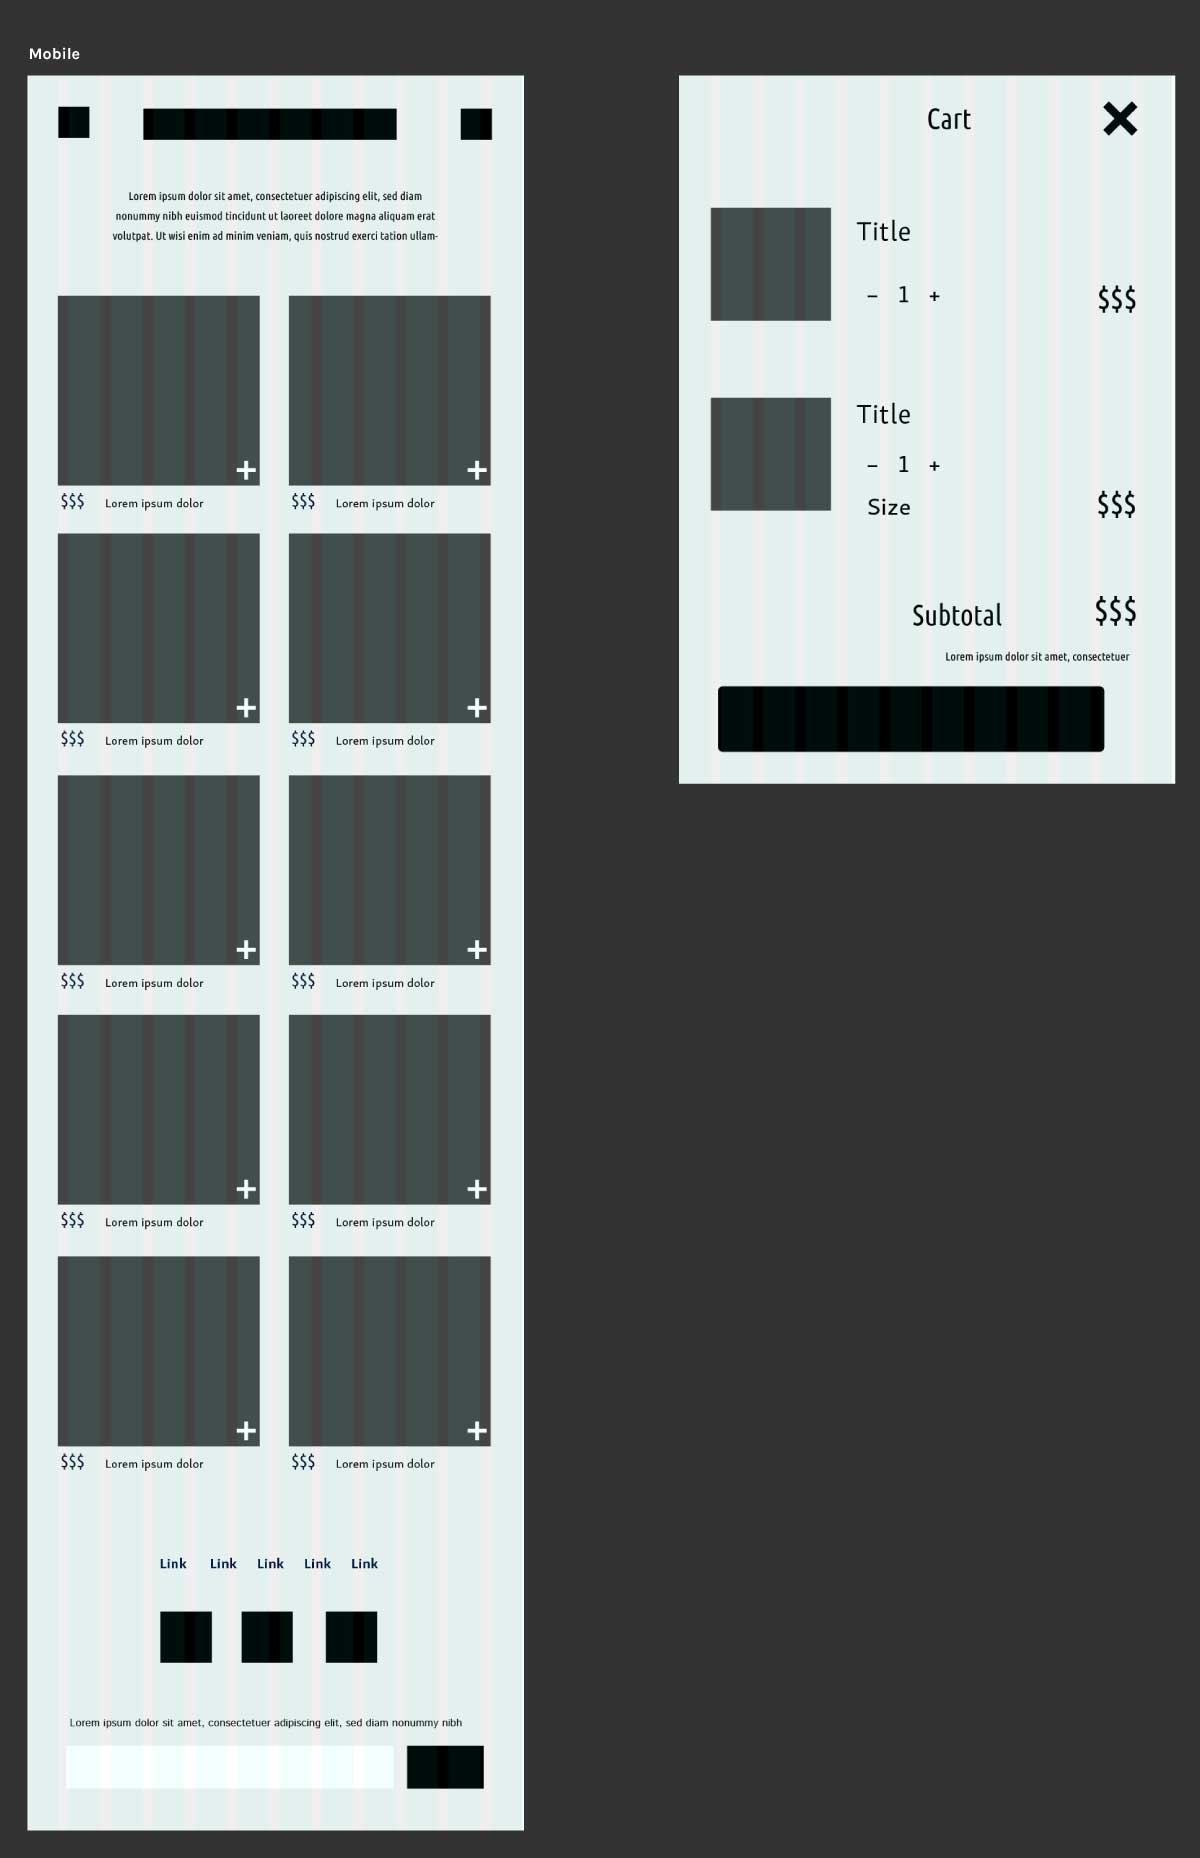 Mobile
Lorem ipsum dolor sit amet, consectetuer adipiscing elit, sed diam
nonummy nibh euismod tincidunt ut laoreet dolore magna aliquam erat
volutpat. Ut wisi enim ad minim veniam, quis nostrud exerci tation ullam-
+ +
$$$ Lorem ipsum dolor $$$ Lorem ipsum dolor
+ +
$$$ Lorem ipsum dolor $$$ Lorem ipsum dolor
+ +
$$$ Lorem ipsum dolor $$$ Lorem ipsum dolor
+ +
$$$ Lorem ipsum dolor $$$ Lorem ipsum dolor
+ +
$$$ Lorem ipsum dolor $$$ Lorem ipsum dolor
Link Link Link Link Link
Lorem ipsum dolor sit amet, consectetuer adipiscing elit, sed diam nonummy nibh
Cart
Title
– 1 + $$$
Title
– 1 +
Size $$$
Subtotal $$$
Lorem ipsum dolor sit amet, consectetuer